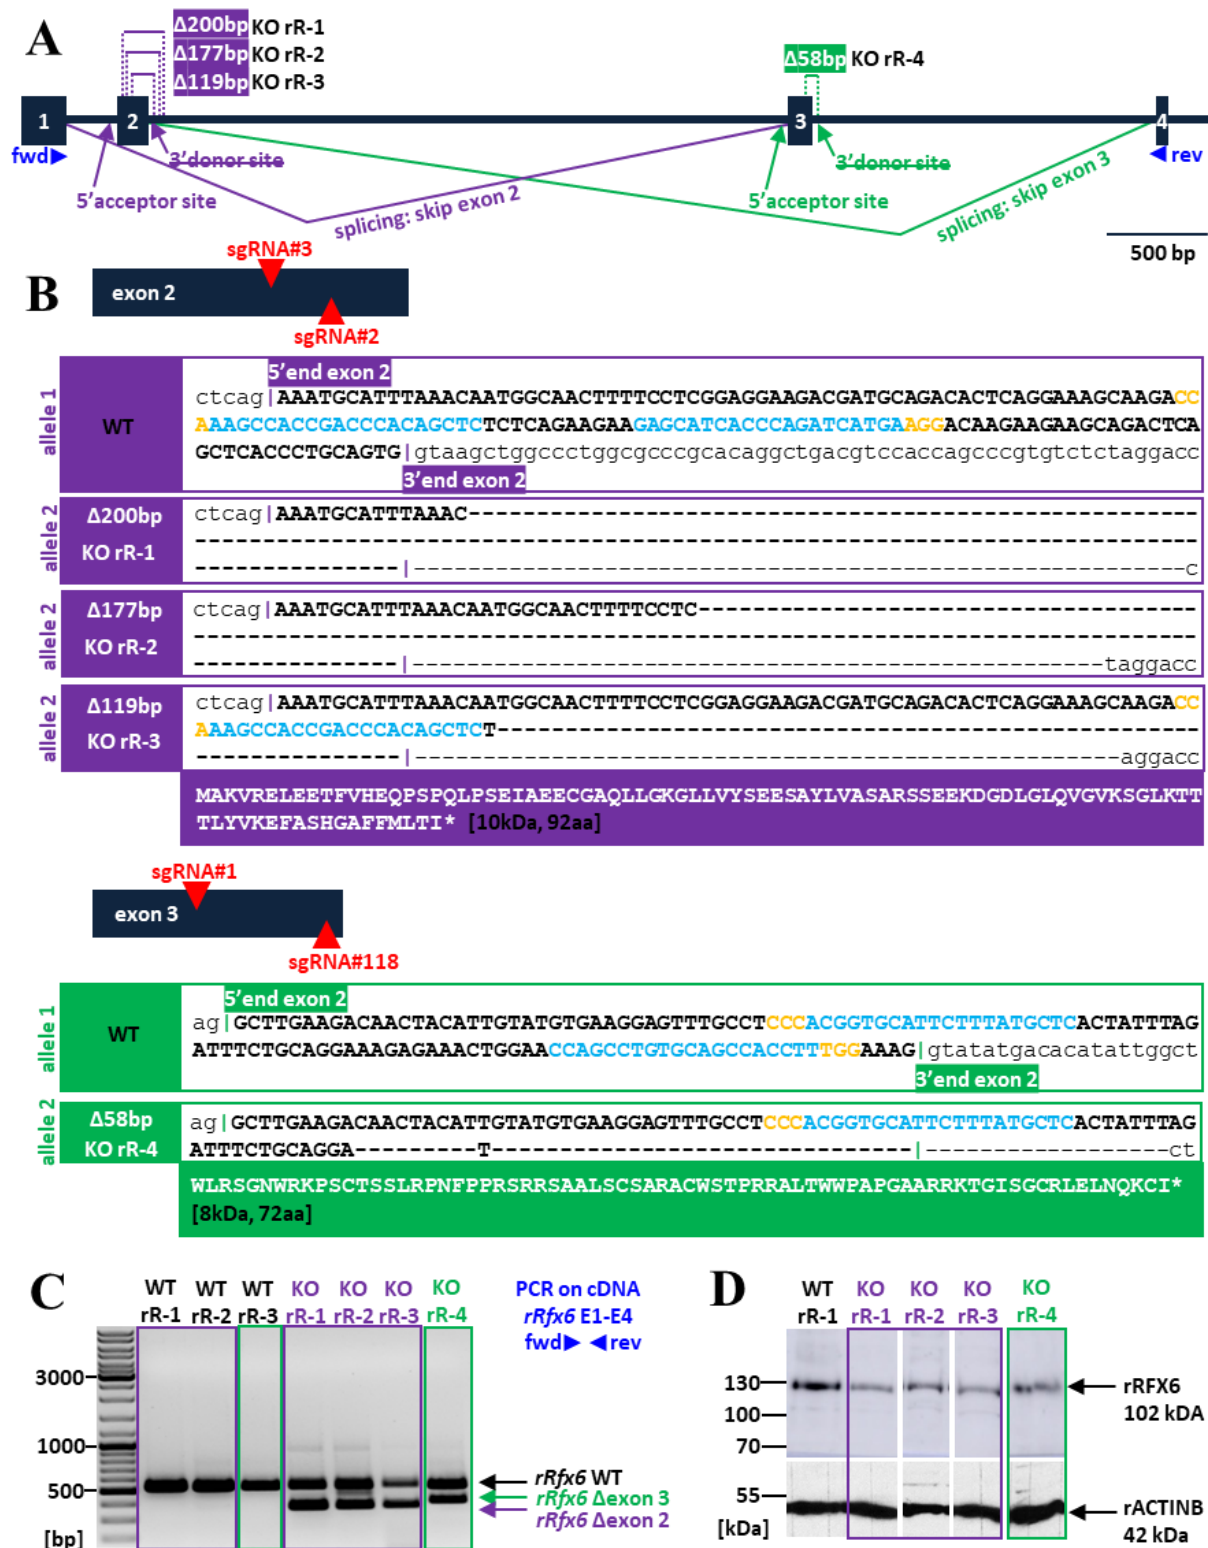 A
Δ200bp KO rR-1
Δ177bp KO rR-2
Δ119bp KO rR-3
Δ58bp KO rR-4
1
2
3
4
fwd
3'donor site
3'donor site
rev
5'acceptor site
splicing: skip exon 2
5'acceptor site
splicing: skip exon 3
500 bp
B
sgRNA#3
exon 2
sgRNA#2
allele 1
WT
5'end exon 2
ctcag|AAATGCATTTAAACAATGGCAACTTTTCCTCGGAGGAAGACGATGCAGACACTCAGGAAAGCAAGACC
AAAGCCACCGACCCACAGCTCTCTCAGAAGAAGAGCATCACCCAGATCATGAAGGACAAGAAGAAGCAGACTCA
GCTCACCCTGCAGTG|gtaagctggccctggcgcccgcacaggctgacgtccaccagcccgtgtctctaggacc
3'end exon 2
allele 2
Δ200bp
KO rR-1
ctcag|AAATGCATTTAAAC------------------------------------------------------
--------------------------------------------------------------------------
---------------|---------------------------------------------------------c
allele 2
Δ177bp
KO rR-2
ctcag|AAATGCATTTAAACAATGGCAACTTTTCCTC-------------------------------------
--------------------------------------------------------------------------
---------------|---------------------------------------------------taggacc
allele 2
Δ119bp
KO rR-3
ctcag|AAATGCATTTAAACAATGGCAACTTTTCCTCGGAGGAAGACGATGCAGACACTCAGGAAAGCAAGACC
AAAGCCACCGACCCACAGCTCT----------------------------------------------------
---------------|----------------------------------------------------aggacc
MAKVRELEETFVHEQPSPQLPSEIAEECGAQLLGKGLLVYSEESAYLVASARSSEEKDGDLGLQVGVKSGLKTT
TLYVKEFASHGAFFMLTI* [10kDa, 92aa]
sgRNA#1
exon 3
sgRNA#118
allele 1
WT
5'end exon 2
ag|GCTTGAAGACAACTACATTGTATGTGAAGGAGTTTGCCTCCCACGGTGCATTCTTTATGCTCACTATTTAG
ATTTCTGCAGGAAAGAGAAACTGGAACCAGCCTGTGCAGCCACCTTTGGAAAG|gtatatgacacatattggct
3'end exon 2
allele 2
Δ58bp
KO rR-4
ag|GCTTGAAGACAACTACATTGTATGTGAAGGAGTTTGCCTCCCACGGTGCATTCTTTATGCTCACTATTTAG
ATTTCTGCAGGA---------T-------------------------------|------------------ct
WLRSGNWRKPSCTSSLRPNFPPRSRRSAALSCSARACWSTPRRALTWWPAPGAARRKTGISGCRLELNQKCI*
[8kDa, 72aa]
C
WT WT WT KO KO KO KO
rR-1 rR-2 rR-3 rR-1 rR-2 rR-3 rR-4
PCR on cDNA
rRfx6 E1-E4
fwd rev
3000
1000
500
[bp]
rRfx6 WT
rRfx6 Δexon 3
rRfx6 Δexon 2
D
WT KO KO KO KO
rR-1 rR-1 rR-2 rR-3 rR-4
130
100
70
55
[kDa]
rRFX6
102 kDA
rACTINB
42 kDa